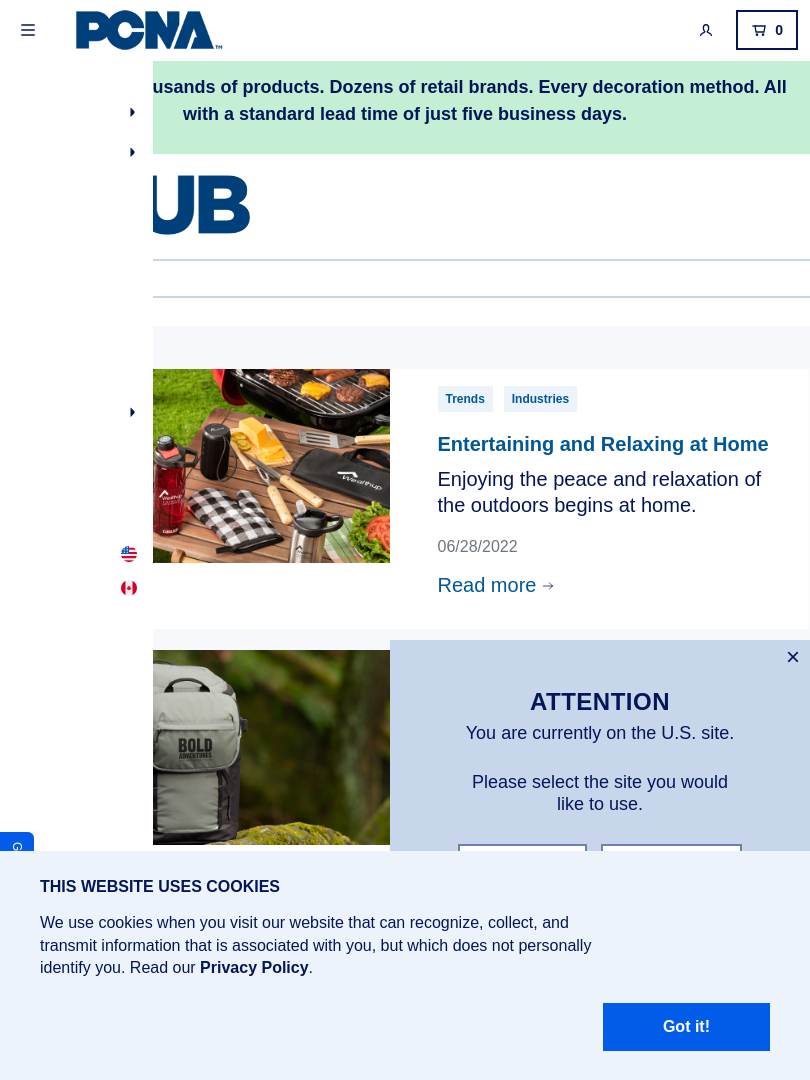 PCNA™
0
usands of products. Dozens of retail brands. Every decoration method. All
with a standard lead time of just five business days.
UB
Trends Industries
Entertaining and Relaxing at Home
Enjoying the peace and relaxation of
the outdoors begins at home.
06/28/2022
Read more
Wealthup
BOLD
ADVENTURES
ATTENTION
You are currently on the U.S. site.
Please select the site you would
like to use.
G
THIS WEBSITE USES COOKIES
We use cookies when you visit our website that can recognize, collect, and
transmit information that is associated with you, but which does not personally
identify you. Read our Privacy Policy.
Got it!